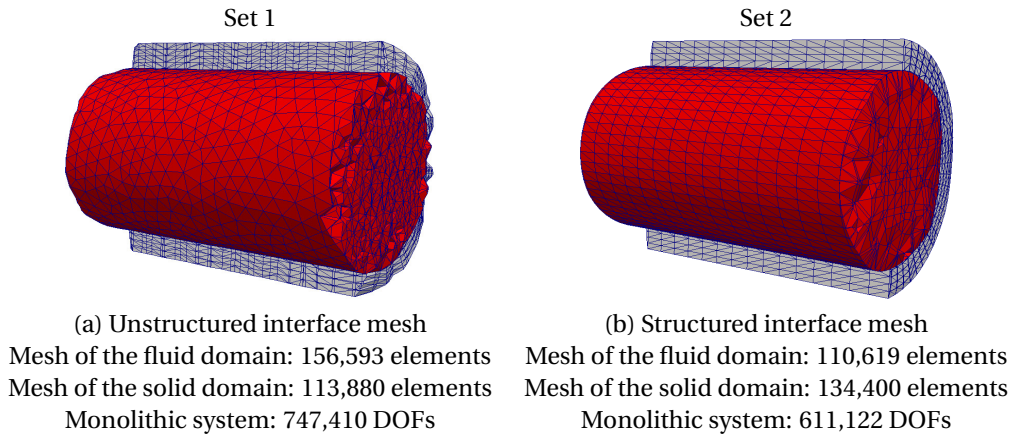 Set 1
(a) Unstructured interface mesh
Mesh of the fluid domain: 156,593 elements
Mesh of the solid domain: 113,880 elements
Monolithic system: 747,410 DOFs
Set 2
(b) Structured interface mesh
Mesh of the fluid domain: 110,619 elements
Mesh of the solid domain: 134,400 elements
Monolithic system: 611,122 DOFs